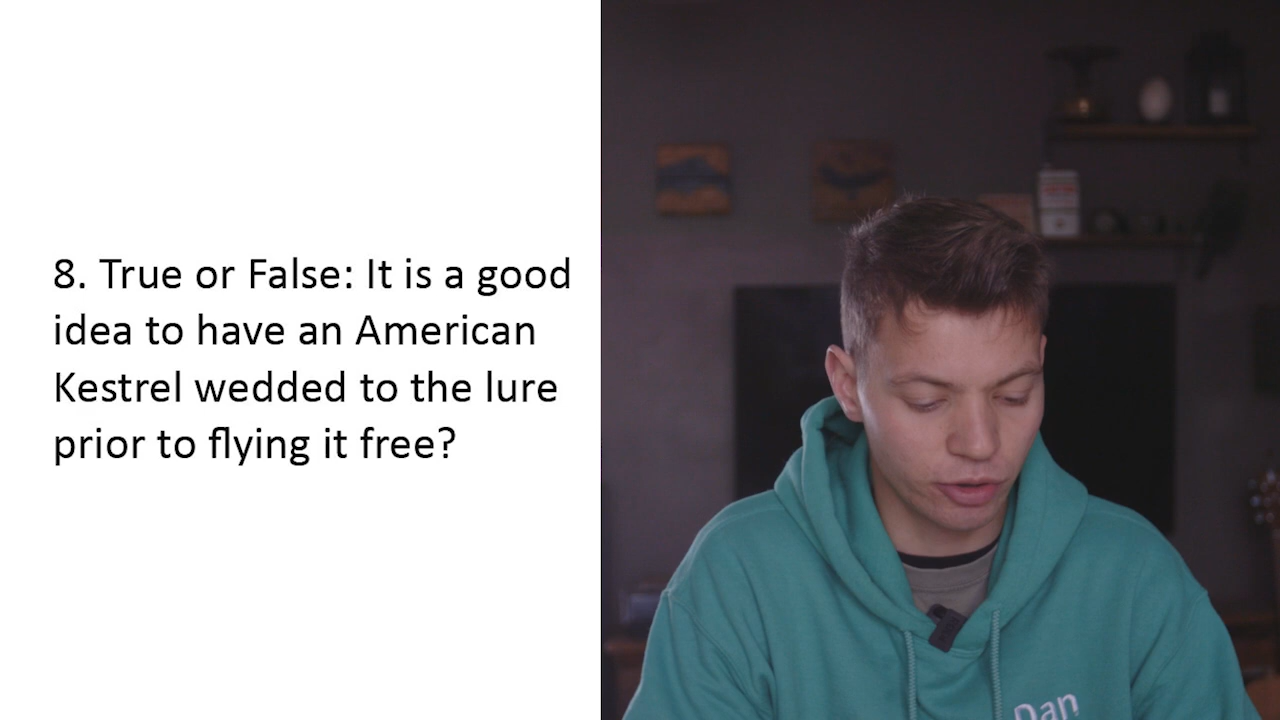 8. True or False: It is a good
idea to have an American
Kestrel wedded to the lure
prior to flying it free?
Dan